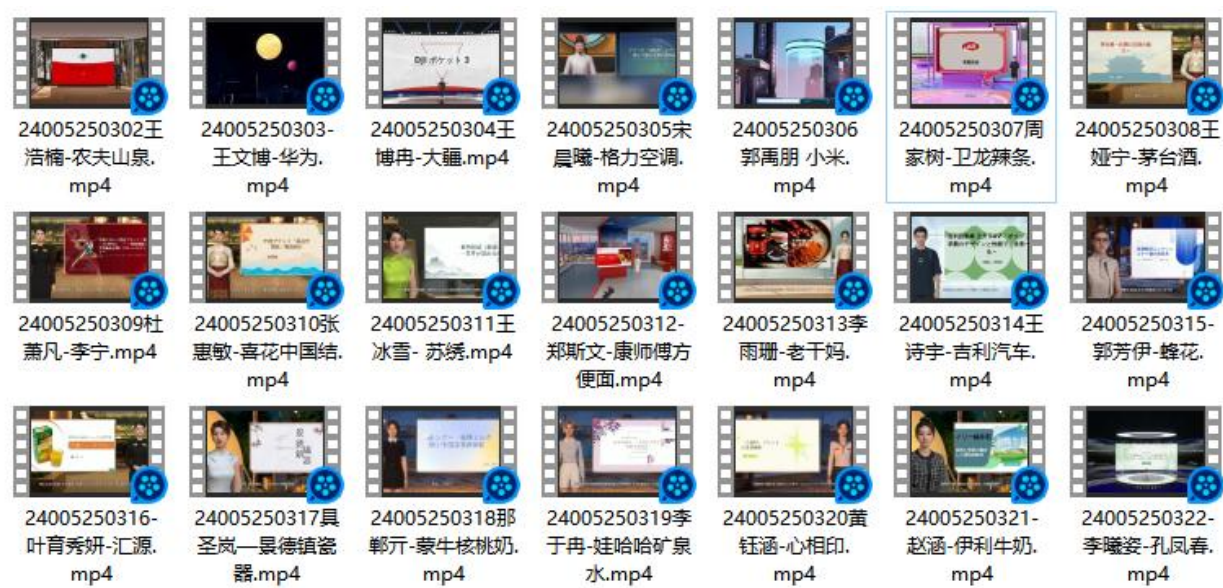 DJI ポケット 3
24005250302王
浩楠-农夫山泉.
mp4
24005250303-
王文博-华为.
mp4
24005250304王
博冉-大疆.mp4
24005250305宋
晨曦-格力空调.
mp4
24005250306
郭禹朋 小米.
mp4
24005250307周
家树-卫龙辣条.
mp4
24005250308王
娅宁-茅台酒.
mp4
24005250309杜
萧凡-李宁.mp4
24005250310张
惠敏-喜花中国结.
mp4
24005250311王
冰雪- 苏绣.mp4
24005250312-
郑斯文-康师傅方
便面.mp4
24005250313李
雨珊-老干妈.
mp4
24005250314王
诗宇-吉利汽车.
mp4
24005250315-
郭芳伊-蜂花.
mp4
24005250316-
叶育秀妍-汇源.
mp4
24005250317具
圣岚—景德镇瓷
器.mp4
24005250318那
郸亓-蒙牛核桃奶.
mp4
24005250319李
于冉-娃哈哈矿泉
水.mp4
24005250320黄
钰涵-心相印.
mp4
24005250321-
赵涵-伊利牛奶.
mp4
24005250322-
李曦姿-孔凤春.
mp4